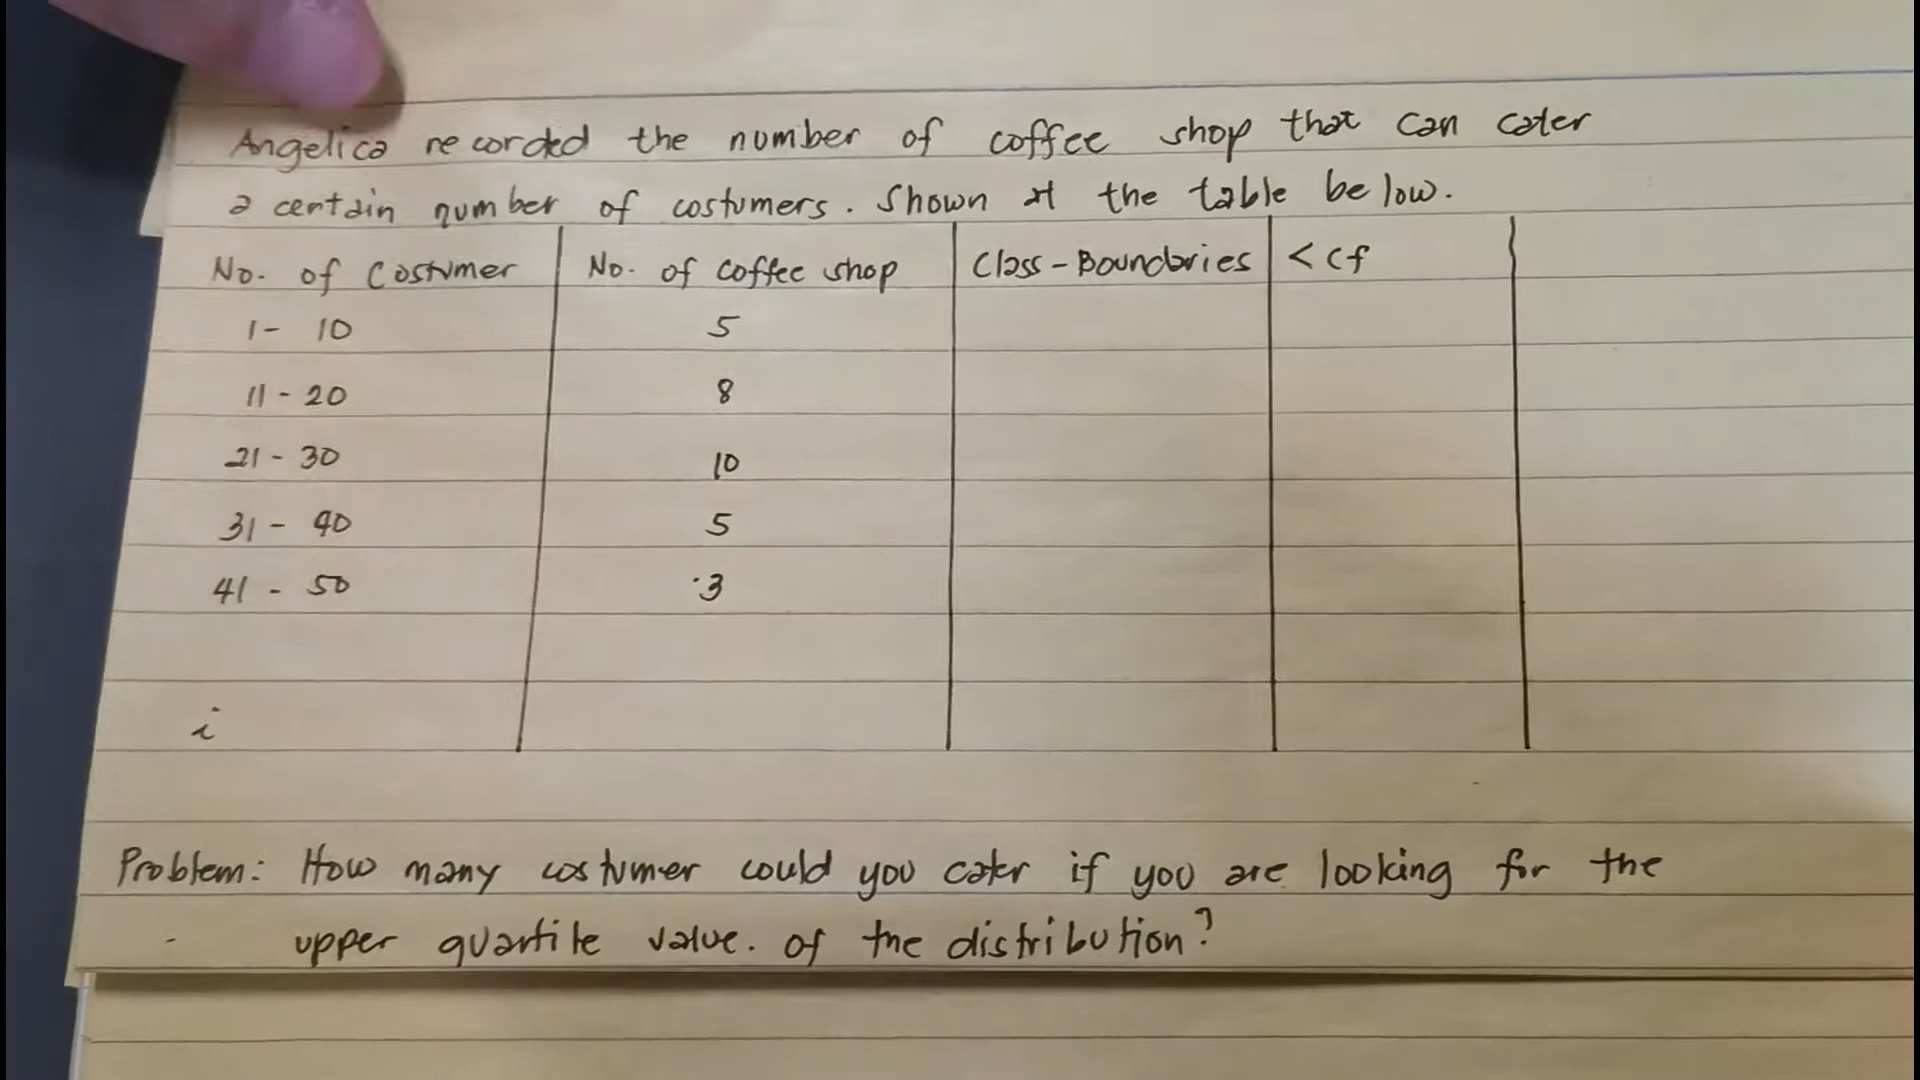 Angelica recorded the number of coffee shop that can cater
a certain number of costumers. Shown at the table below.
No. of Costumer No. of coffee shop Class-Boundaries <cf
1- 10 5
11 - 20 8
21 - 30 10
31 - 40 5
41 - 50 3
i
Problem: How many costumer could you cater if you are looking for the
upper quartile value. of the distribution?